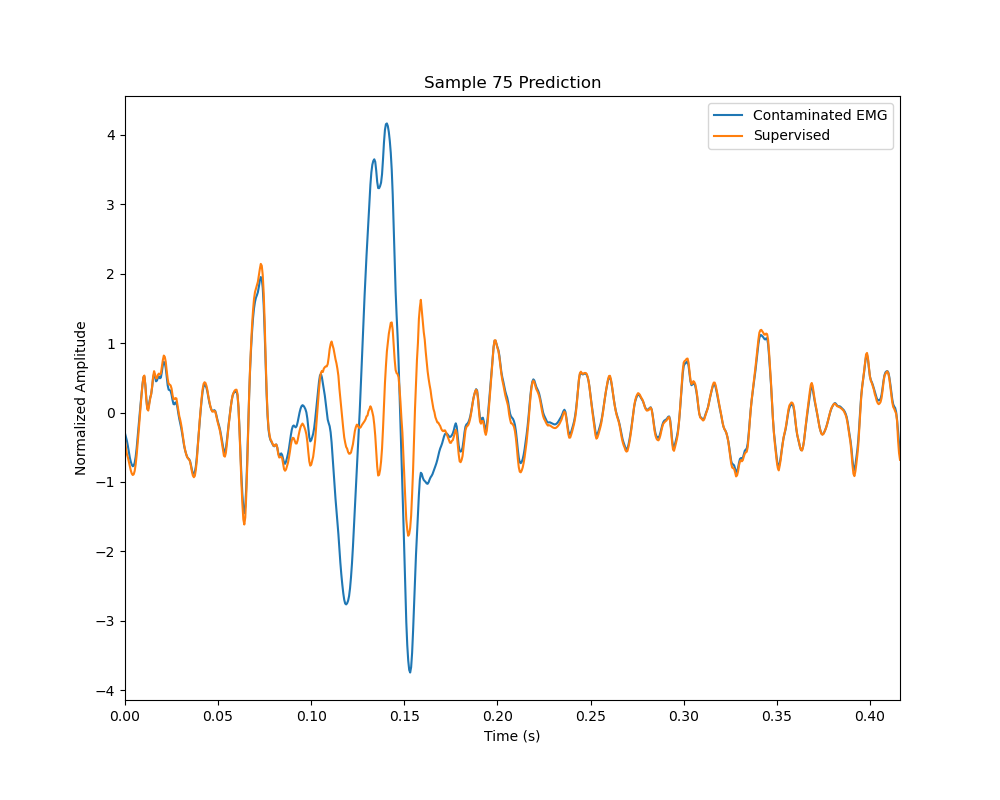 Sample 75 Prediction
Contaminated EMG
Supervised
Normalized Amplitude
4
3
2
1
0
−1
−2
−3
−4
0.00 0.05 0.10 0.15 0.20 0.25 0.30 0.35 0.40
Time (s)